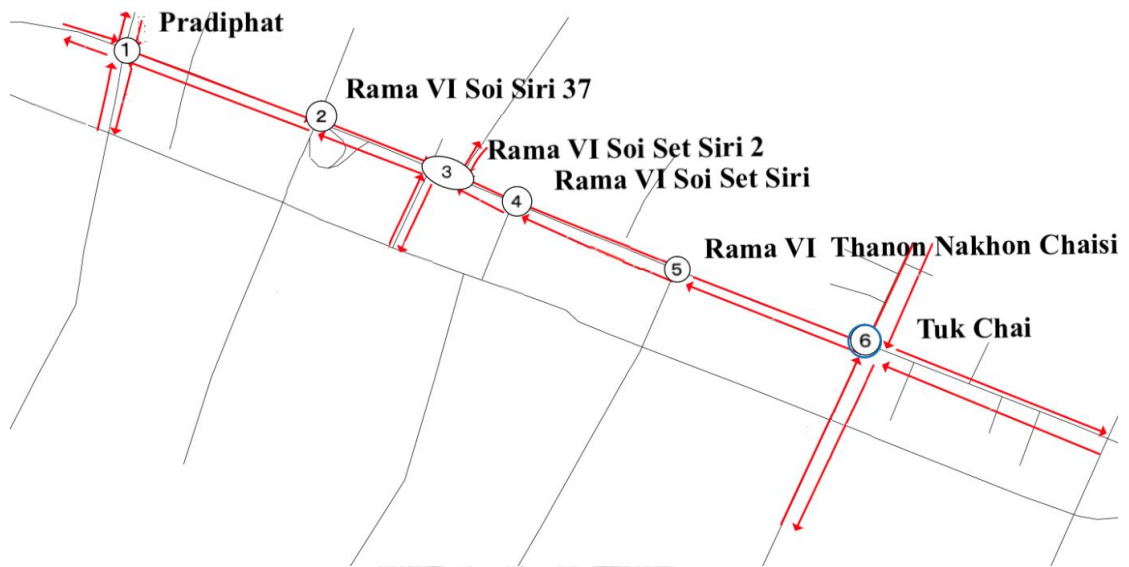 Pradiphat
1
Rama VI Soi Siri 37
2
Rama VI Soi Set Siri 2
3
Rama VI Soi Set Siri
4
Rama VI Thanon Nakhon Chaisi
5
Tuk Chai
6